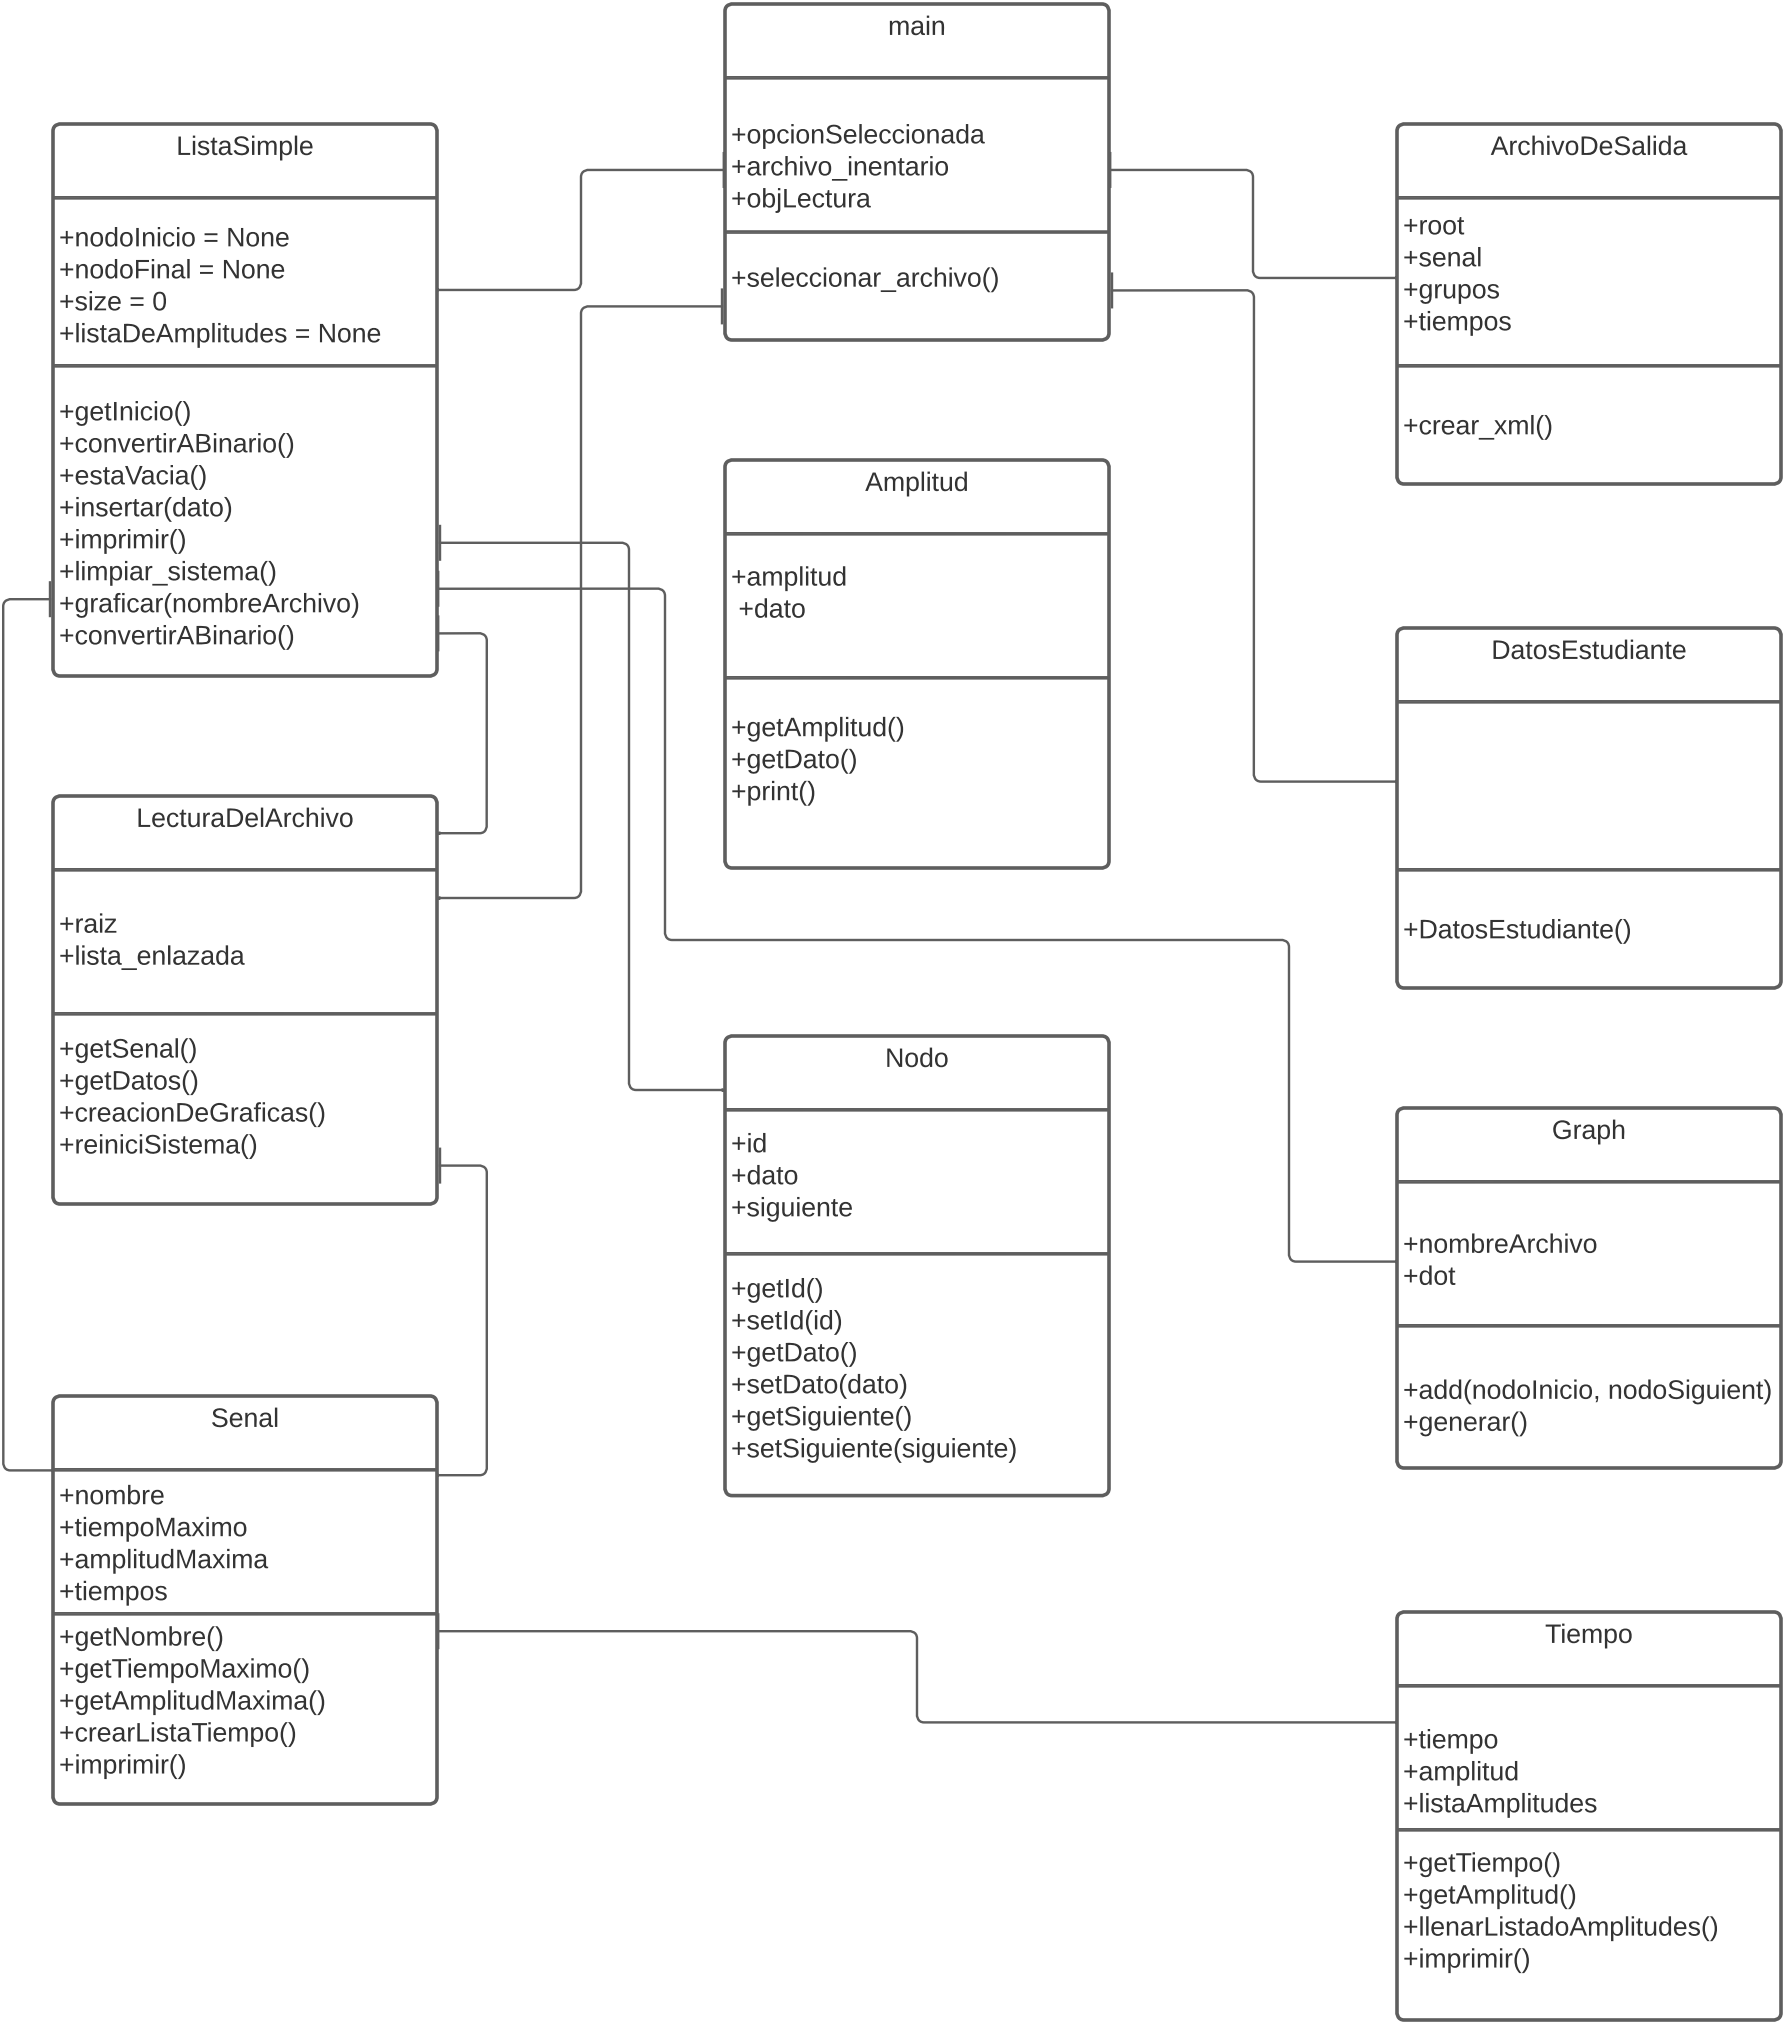 main
+opcionSeleccionada
+archivo_inentario
+objLectura
+seleccionar_archivo()
ListaSimple
+nodoInicio = None
+nodoFinal = None
+size = 0
+listaDeAmplitudes = None
+getInicio()
+convertirABinario()
+estaVacia()
+insertar(dato)
+imprimir()
+limpiar_sistema()
+graficar(nombreArchivo)
+convertirABinario()
ArchivoDeSalida
+root
+senal
+grupos
+tiempos
+crear_xml()
Amplitud
+amplitud
+dato
+getAmplitud()
+getDato()
+print()
DatosEstudiante
+DatosEstudiante()
LecturaDelArchivo
+raiz
+lista_enlazada
+getSenal()
+getDatos()
+creacionDeGraficas()
+reiniciSistema()
Nodo
+id
+dato
+siguiente
+getId()
+setId(id)
+getDato()
+setDato(dato)
+getSiguiente()
+setSiguiente(siguiente)
Graph
+nombreArchivo
+dot
+add(nodoInicio, nodoSiguient)
+generar()
Senal
+nombre
+tiempoMaximo
+amplitudMaxima
+tiempos
+getNombre()
+getTiempoMaximo()
+getAmplitudMaxima()
+crearListaTiempo()
+imprimir()
Tiempo
+tiempo
+amplitud
+listaAmplitudes
+getTiempo()
+getAmplitud()
+llenarListadoAmplitudes()
+imprimir()